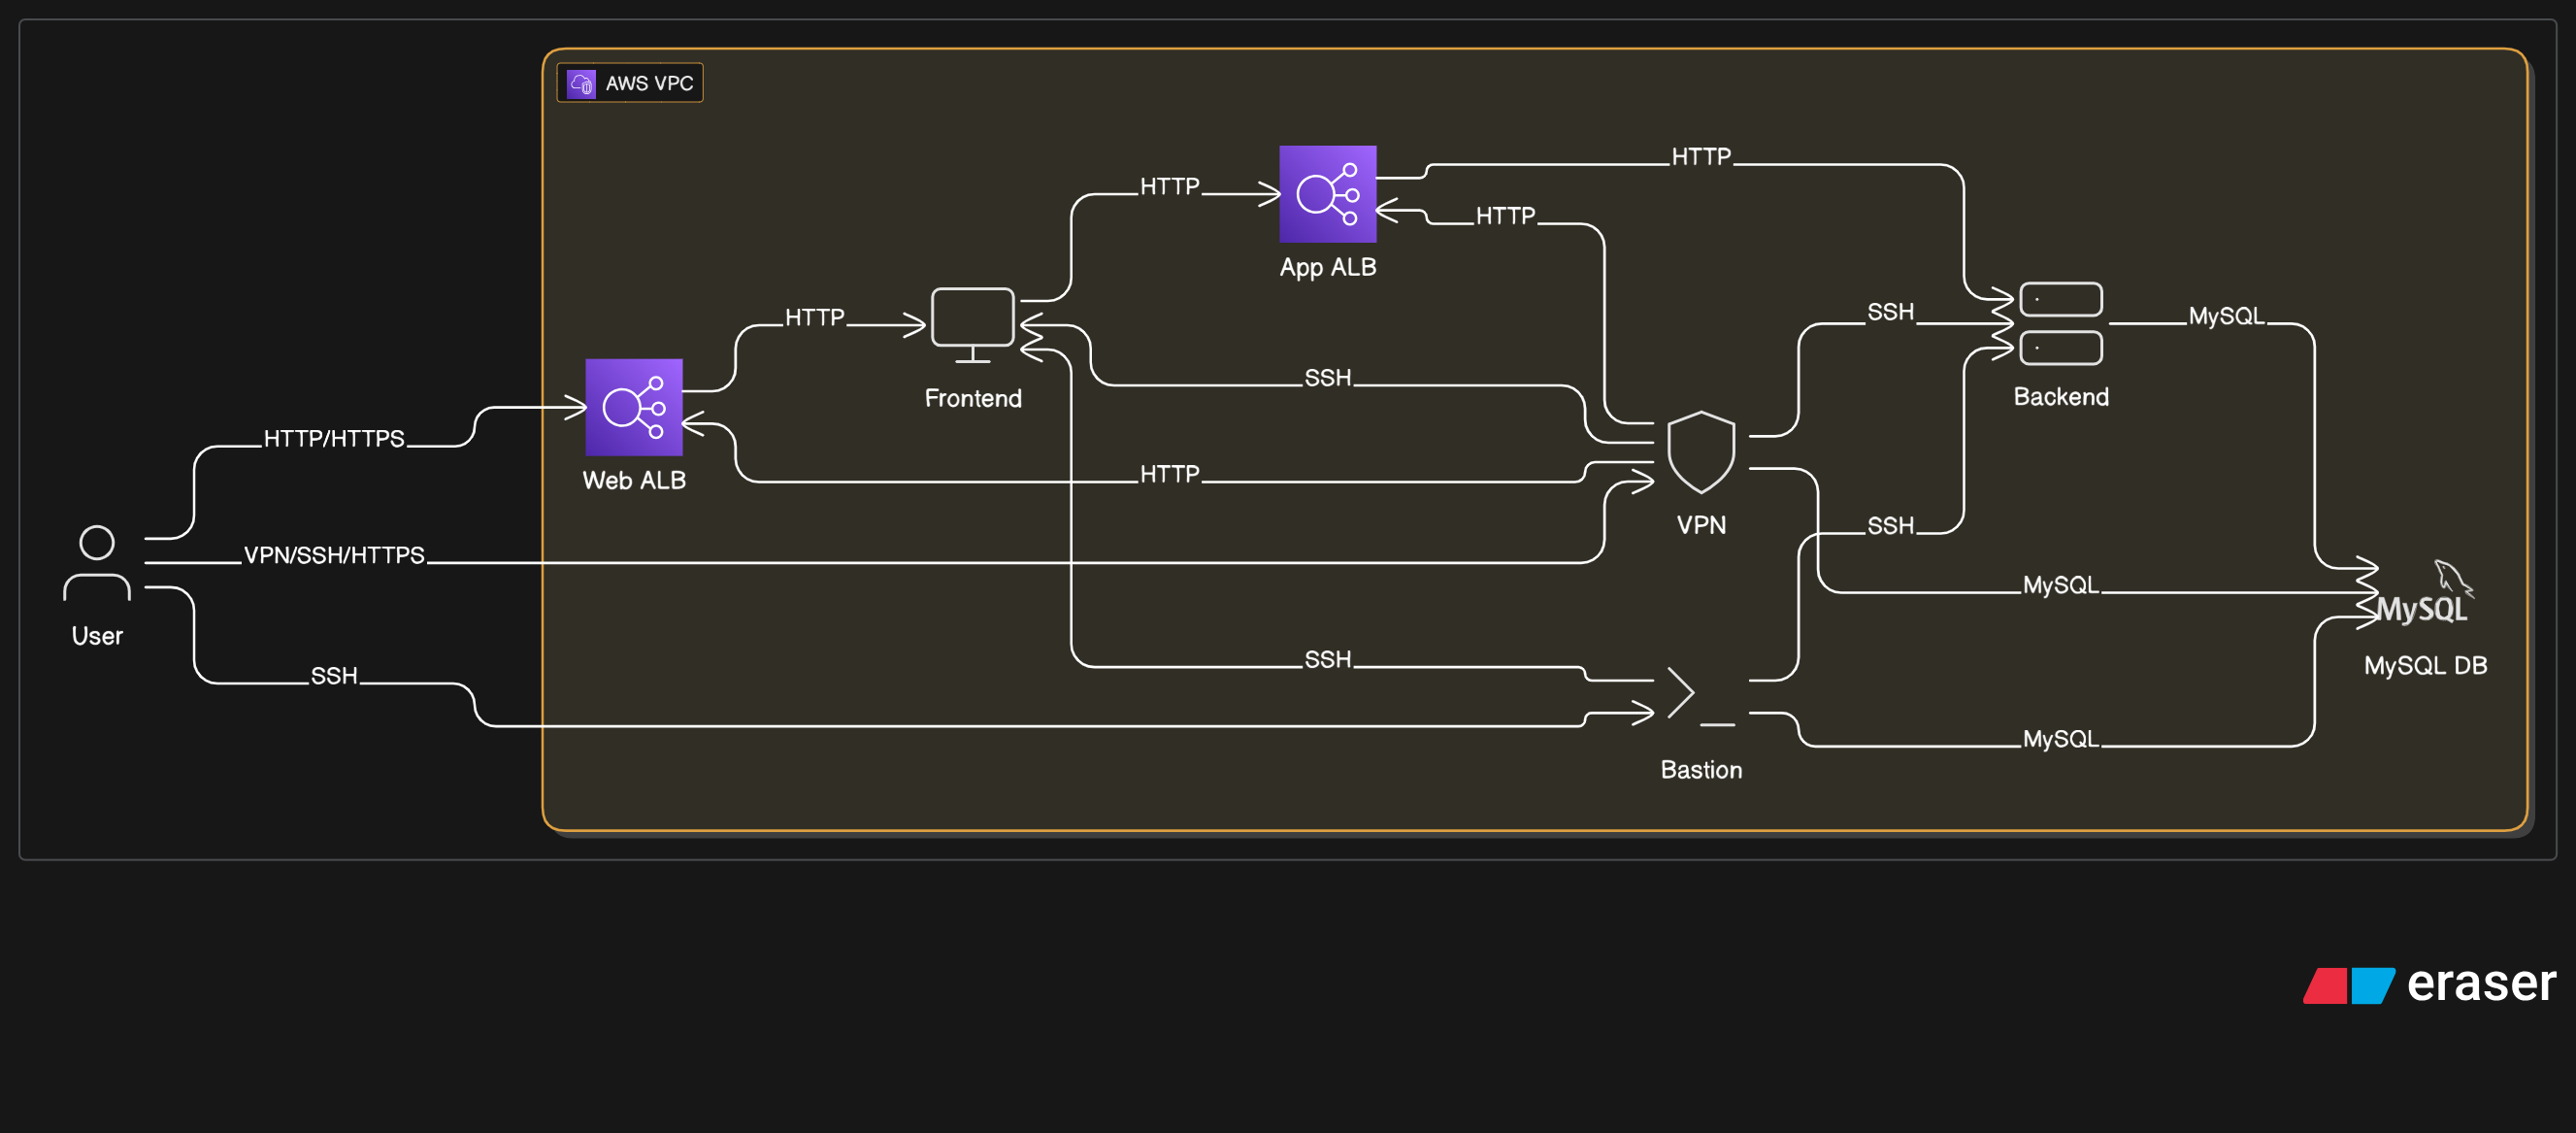 AWS VPC
HTTP
HTTP
HTTP
App ALB
HTTP
SSH
MySQL
SSH
Frontend
Backend
HTTP/HTTPS
Web ALB
HTTP
VPN
SSH
VPN/SSH/HTTPS
MySQL
MySQL
User
MySQL DB
SSH
SSH
MySQL
Bastion
eraser